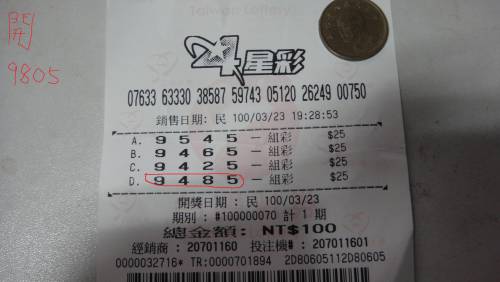 開
9805
Taiwan Lottery
4星彩
07633 63330 38587 59743 05120 26249 00750
銷售日期: 民 100/03/23 19:28:53
A. 9 5 4 5 一 組彩 $25
B. 9 4 6 5 一 組彩 $25
C. 9 4 2 5 一 組彩 $25
D. 9 4 8 5 一 組彩 $25
開獎日期 : 民 100/03/23
期別 : #100000070 計 1 期
總金額: NT$100
經銷商 : 20701160 投注機# : 207011601
0000032716* TR:0000701894 2D80605112D80605